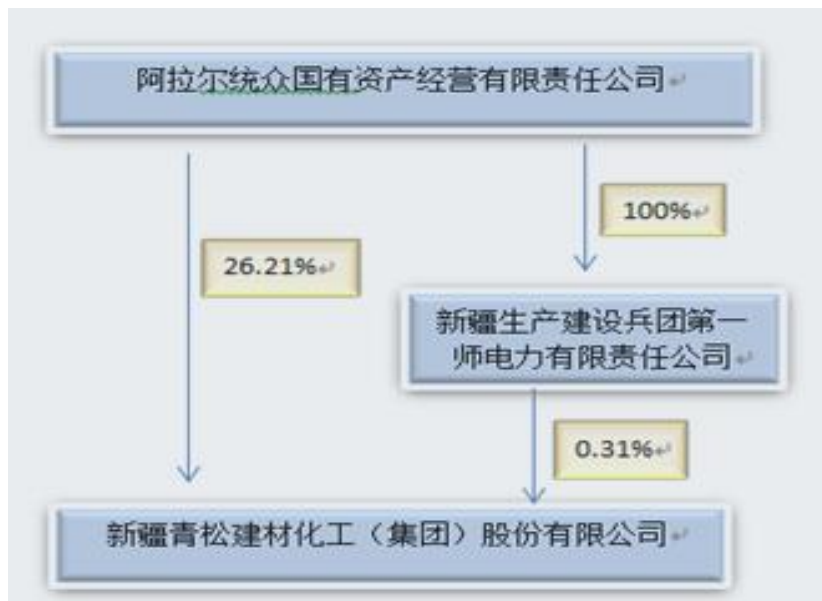 阿拉尔统众国有资产经营有限责任公司
100%
26.21%
新疆生产建设兵团第一
师电力有限责任公司
0.31%
新疆青松建材化工（集团）股份有限公司